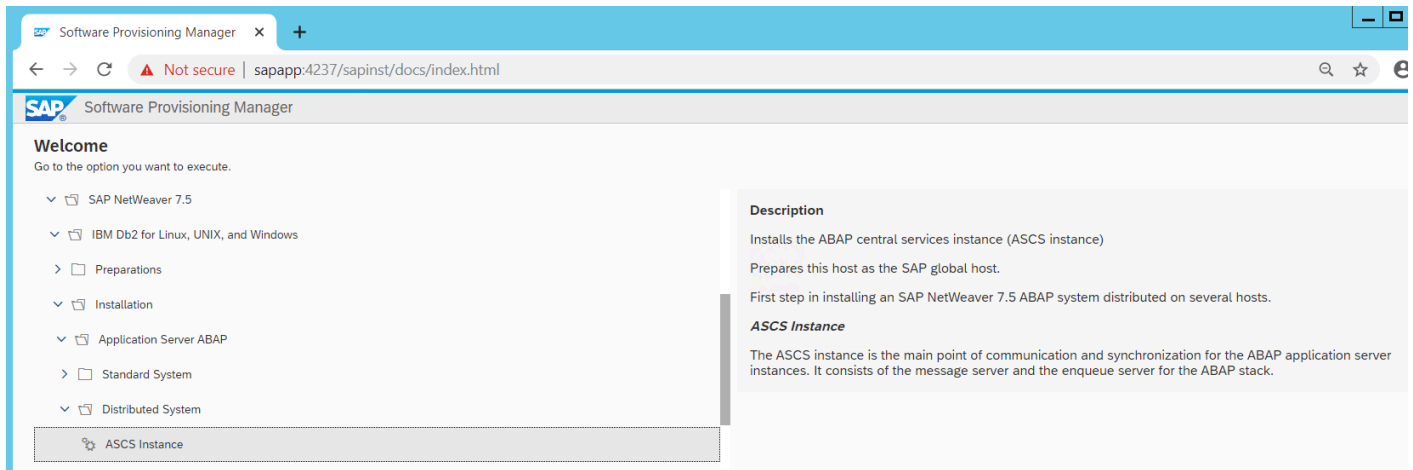 Software Provisioning Manager
Not secure | sapapp:4237/sapinst/docs/index.html
SAP Software Provisioning Manager
Welcome
Go to the option you want to execute.
SAP NetWeaver 7.5
IBM Db2 for Linux, UNIX, and Windows
Preparations
Installation
Application Server ABAP
Standard System
Distributed System
ASCS Instance
Description
Installs the ABAP central services instance (ASCS instance)
Prepares this host as the SAP global host.
First step in installing an SAP NetWeaver 7.5 ABAP system distributed on several hosts.
ASCS Instance
The ASCS instance is the main point of communication and synchronization for the ABAP application server
instances. It consists of the message server and the enqueue server for the ABAP stack.